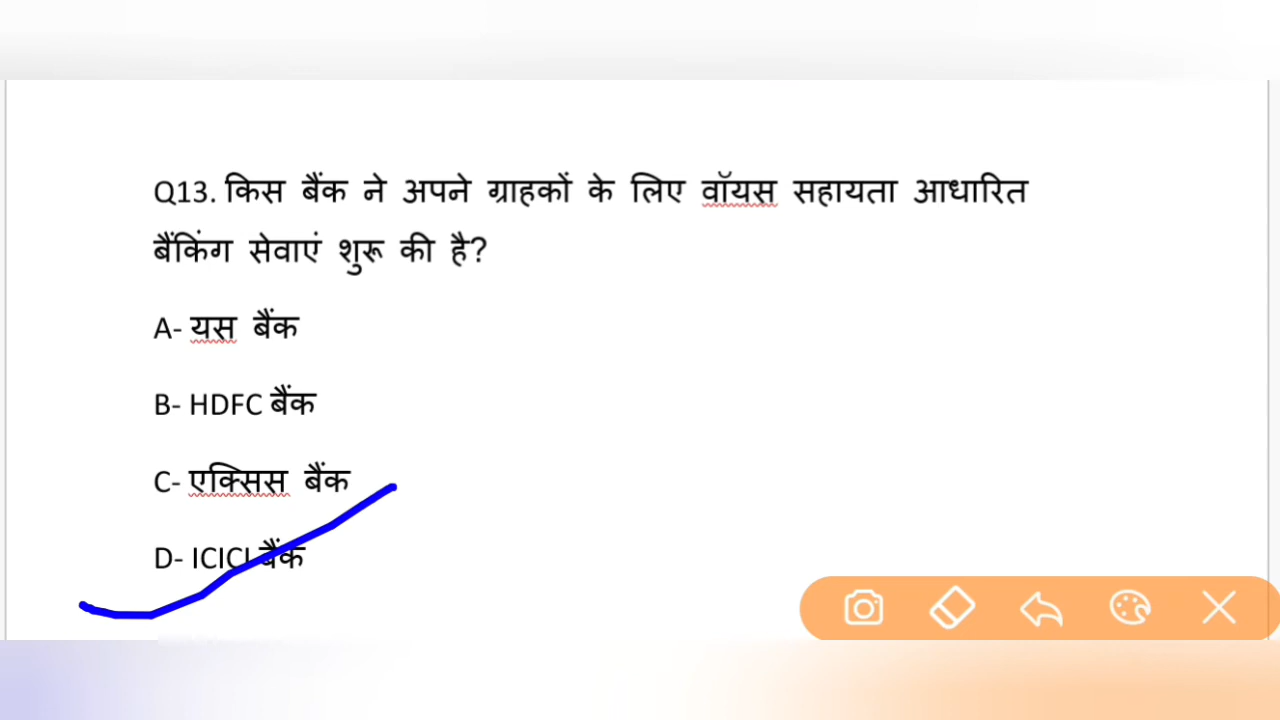 Q13. किस बैंक ने अपने ग्राहकों के लिए वॉयस सहायता आधारित
बैंकिंग सेवाएं शुरू की है?
A- यस बैंक
B- HDFC बैंक
C- एक्सिस बैंक
D- ICICI बैंक